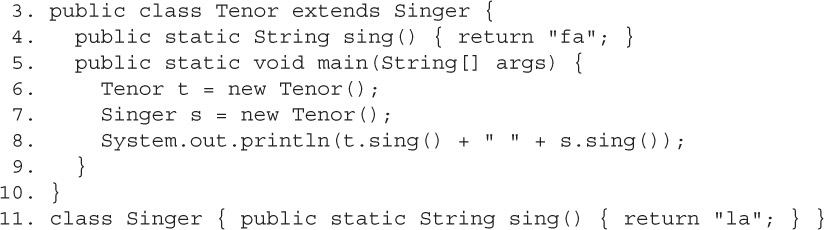 3. public class Tenor extends Singer {
4.   public static String sing() { return "fa"; }
5.   public static void main(String[] args) {
6.     Tenor t = new Tenor();
7.     Singer s = new Tenor();
8.     System.out.println(t.sing() + " " + s.sing());
9.   }
10. }
11. class Singer { public static String sing() { return "la"; } }